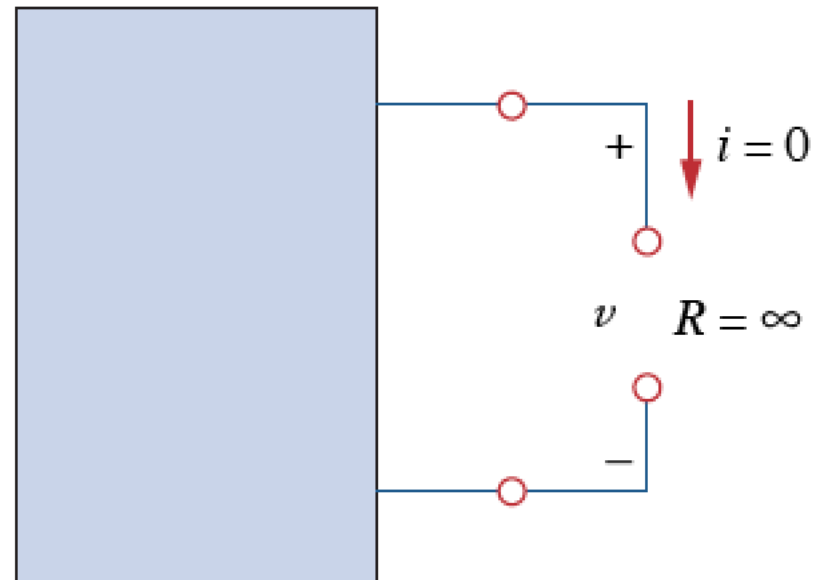 +
i = 0
v
R = ∞
−